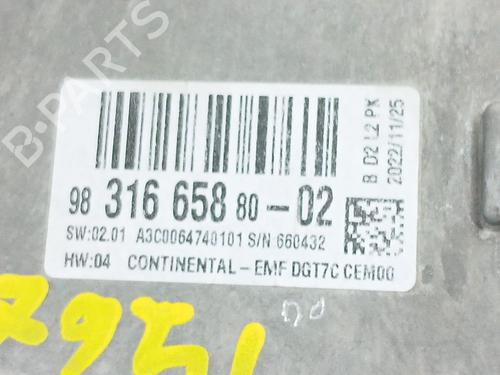 B-PARTS
98 316 658 80-02
SW:02.01 A3C0064740101 S/N 660432
HW:04 CONTINENTAL-EMF DGT7C CEM00
B D2 L2 PK
2022/11/25